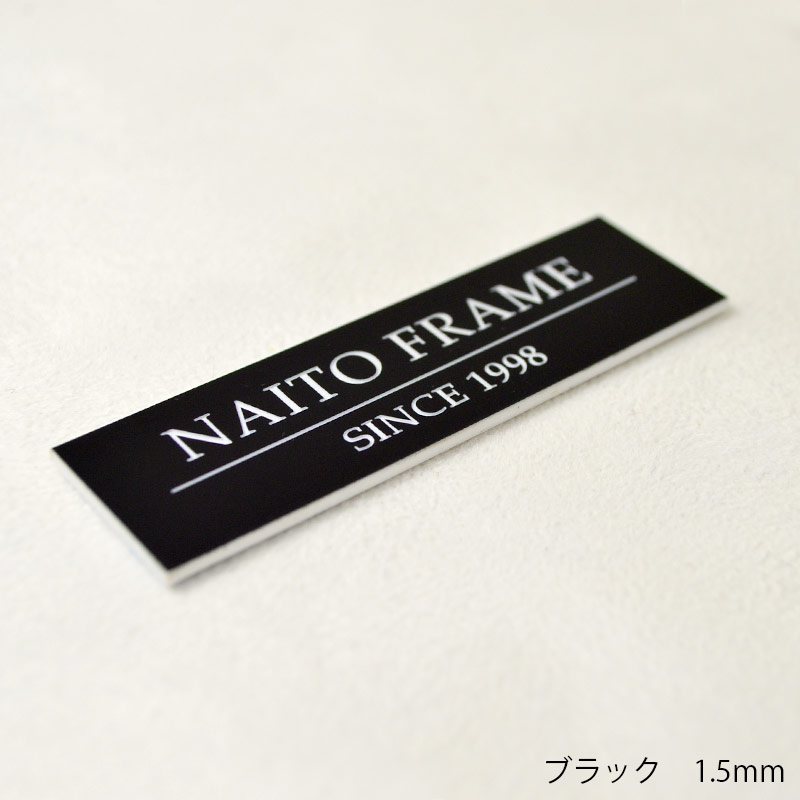 NAITO FRAME
SINCE 1998
ブラック　1.5mm